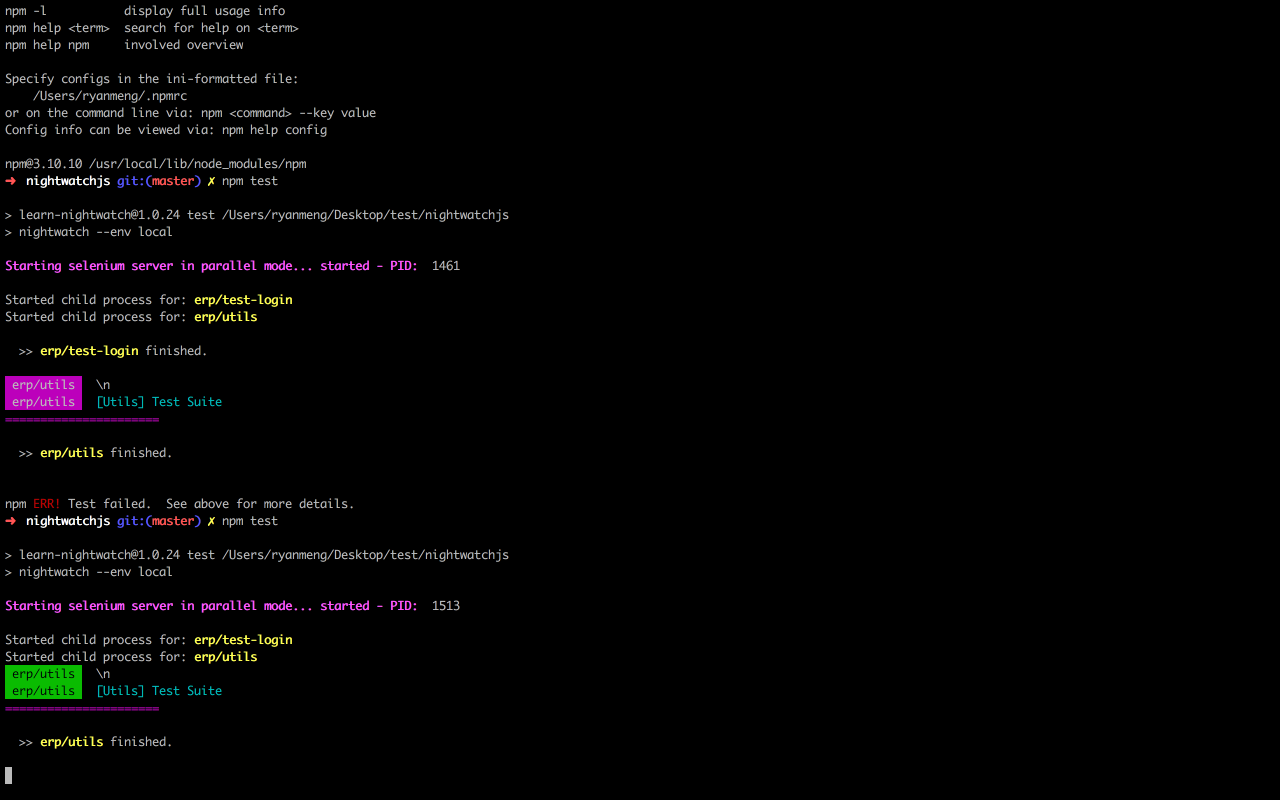 npm -l           display full usage info
npm help <term>  search for help on <term>
npm help npm     involved overview
Specify configs in the ini-formatted file:
    /Users/ryanmeng/.npmrc
or on the command line via: npm <command> --key value
Config info can be viewed via: npm help config
npm@3.10.10 /usr/local/lib/node_modules/npm
➜  nightwatchjs git:(master) ✗ npm test
> learn-nightwatch@1.0.24 test /Users/ryanmeng/Desktop/test/nightwatchjs
> nightwatch --env local
Starting selenium server in parallel mode... started - PID:  1461
Started child process for: erp/test-login
Started child process for: erp/utils
  >> erp/test-login finished.
 erp/utils   \n
 erp/utils   [Utils] Test Suite
======================
  >> erp/utils finished.
npm ERR! Test failed.  See above for more details.
➜  nightwatchjs git:(master) ✗ npm test
> learn-nightwatch@1.0.24 test /Users/ryanmeng/Desktop/test/nightwatchjs
> nightwatch --env local
Starting selenium server in parallel mode... started - PID:  1513
Started child process for: erp/test-login
Started child process for: erp/utils
 erp/utils   \n
 erp/utils   [Utils] Test Suite
======================
  >> erp/utils finished.